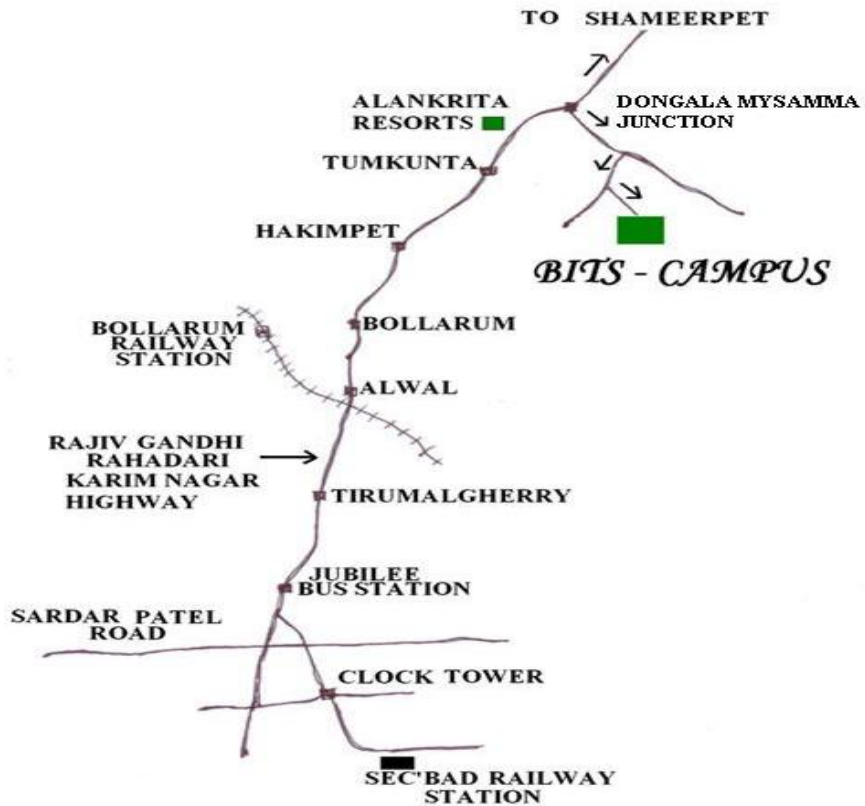 TO SHAMEERPET
ALANKRITA
RESORTS
DONGALA MYSAMMA
JUNCTION
TUMKUNTA
HAKIMPET
BITS - CAMPUS
BOLLARUM
RAILWAY
STATION
BOLLARUM
ALWAL
RAJIV GANDHI
RAHADARI
KARIM NAGAR
HIGHWAY
TIRUMALGHERRY
JUBILEE
BUS STATION
SARDAR PATEL
ROAD
CLOCK TOWER
SEC'BAD RAILWAY
STATION